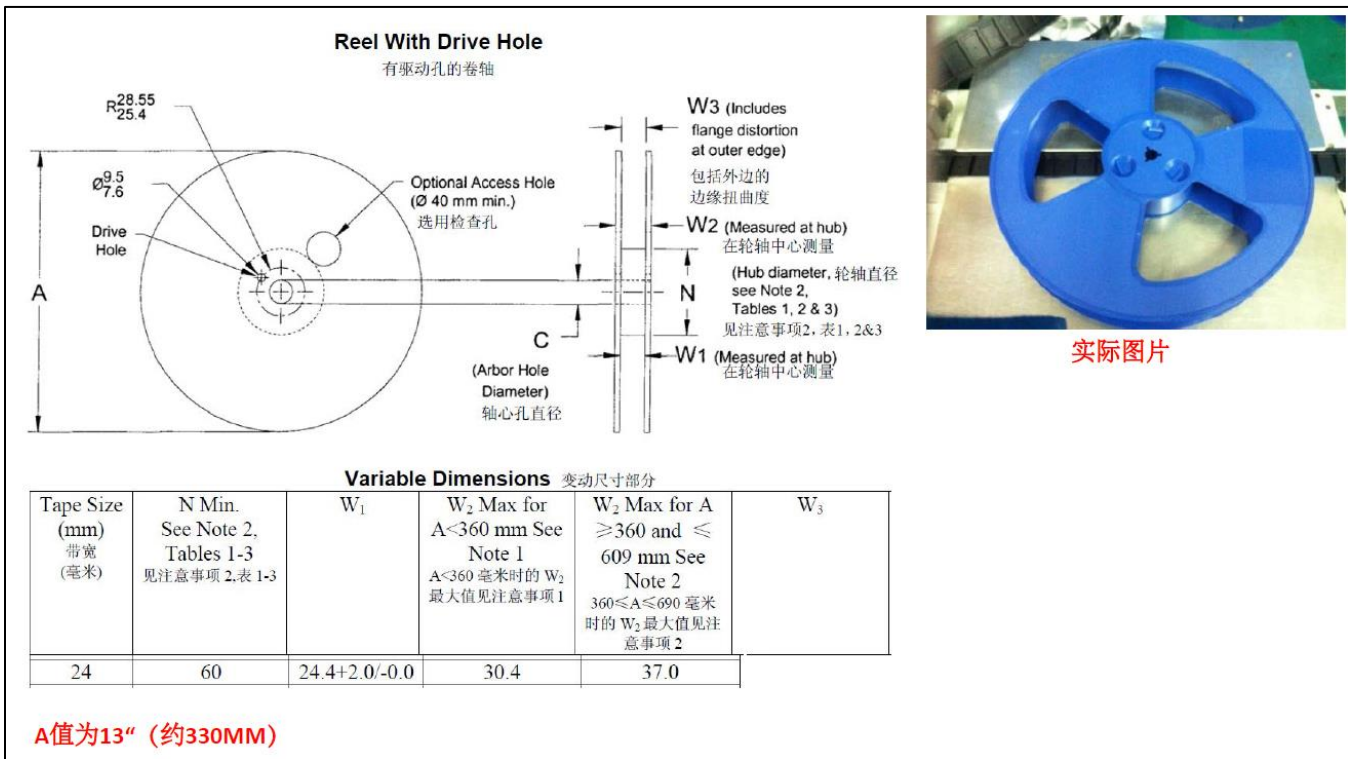 Reel With Drive Hole
有驱动孔的卷轴
R28.55
25.4
Ø9.5
7.6
Drive
Hole
A
Optional Access Hole
(Ø 40 mm min.)
选用检查孔
C
(Arbor Hole
Diameter)
轴心孔直径
W3 (Includes
flange distortion
at outer edge)
包括外边的
边缘扭曲度
W2 (Measured at hub)
在轮轴中心测量
N
(Hub diameter, 轮轴直径
see Note 2,
Tables 1, 2 & 3)
见注意事项2, 表1, 2&3
W1 (Measured at hub)
在轮轴中心测量
实际图片
Variable Dimensions 变动尺寸部分
Tape Size
(mm)
带宽
(毫米)
N Min.
See Note 2,
Tables 1-3
见注意事项 2,表 1-3
W₁
W₂ Max for
A<360 mm See
Note 1
A<360 毫米时的 W₂
最大值见注意事项1
W₂ Max for A
≥360 and ≤
609 mm See
Note 2
360≤A≤690 毫米
时的 W₂ 最大值见注
意事项 2
W₃
24 60 24.4+2.0/-0.0 30.4 37.0
A值为13“（约330MM）